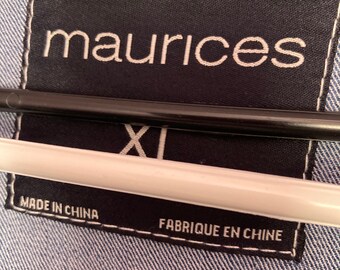 maurices
XL
MADE IN CHINA
FABRIQUE EN CHINE